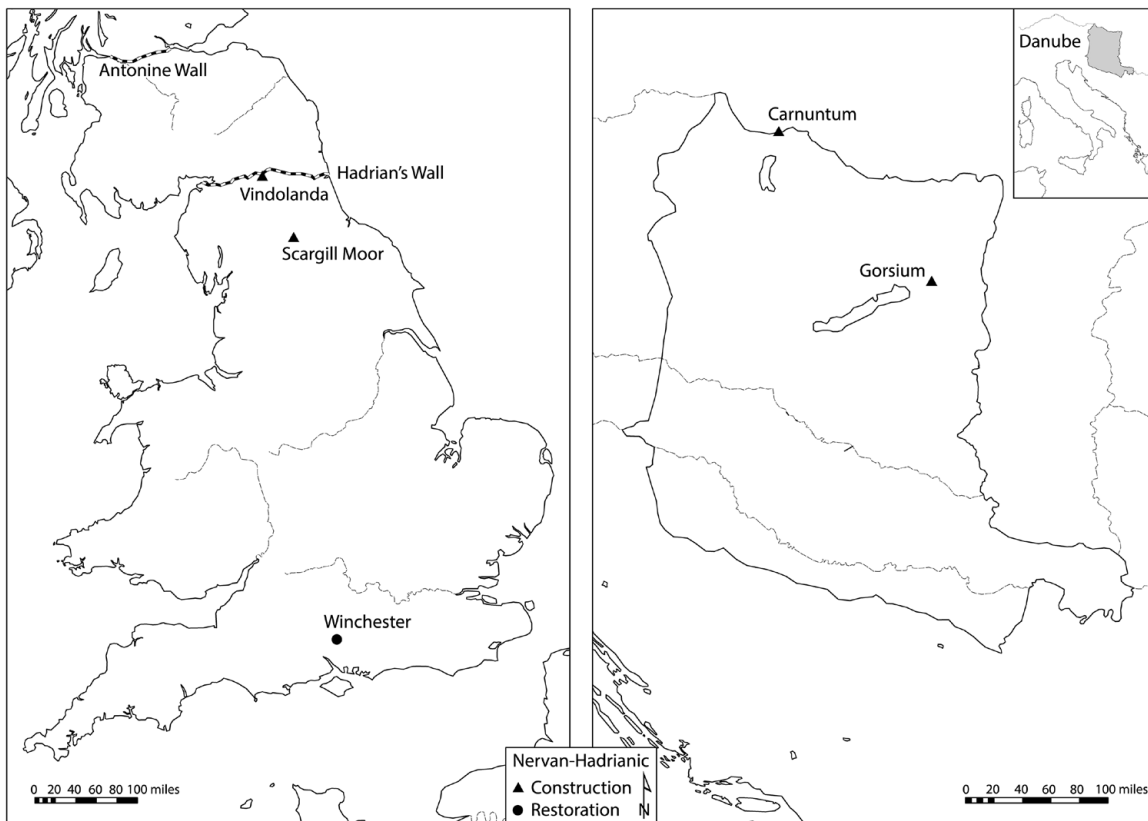 Antonine Wall
Hadrian's Wall
Vindolanda
Scargill Moor
Winchester
0 20 40 60 80 100 miles
Danube
Carnuntum
Gorsium
0 20 40 60 80 100 miles
Nervan-Hadrianic
Construction
Restoration
N